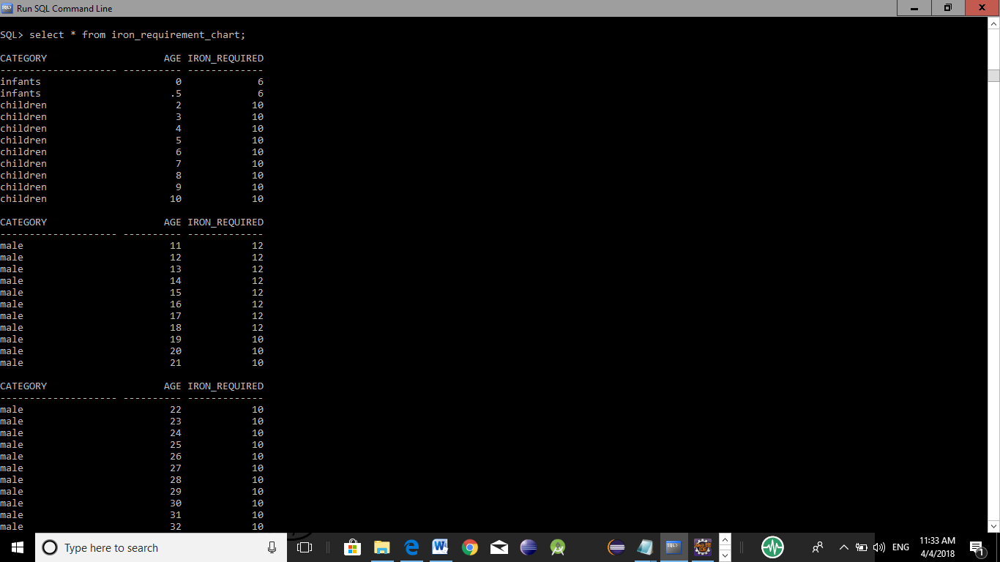 Run SQL Command Line
SQL> select * from iron_requirement_chart;
CATEGORY                    AGE IRON_REQUIRED
-------------------- ---------- -------------
infants                       0             6
infants                      .5             6
children                      2            10
children                      3            10
children                      4            10
children                      5            10
children                      6            10
children                      7            10
children                      8            10
children                      9            10
children                     10            10
CATEGORY                    AGE IRON_REQUIRED
-------------------- ---------- -------------
male                         11            12
male                         12            12
male                         13            12
male                         14            12
male                         15            12
male                         16            12
male                         17            12
male                         18            12
male                         19            10
male                         20            10
male                         21            10
CATEGORY                    AGE IRON_REQUIRED
-------------------- ---------- -------------
male                         22            10
male                         23            10
male                         24            10
male                         25            10
male                         26            10
male                         27            10
male                         28            10
male                         29            10
male                         30            10
male                         31            10
male                         32            10
Type here to search
SQL>
Java EE
IDE
ENG
11:33 AM
4/4/2018
1